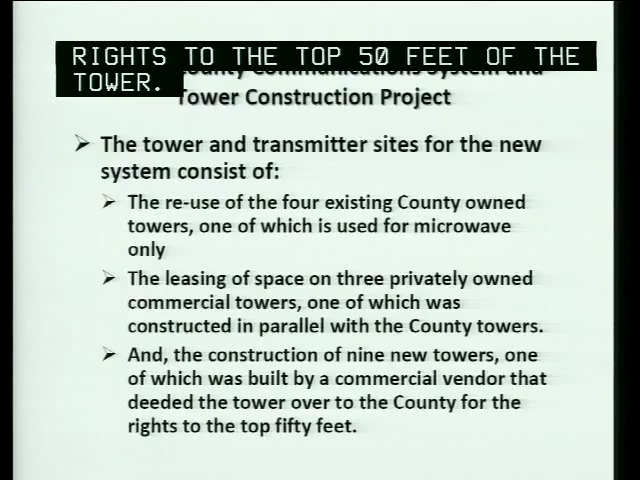 RIGHTS TO THE TOP 50 FEET OF THE
TOWER.
County Communications System and
Tower Construction Project
The tower and transmitter sites for the new
system consist of:
The re-use of the four existing County owned
towers, one of which is used for microwave
only
The leasing of space on three privately owned
commercial towers, one of which was
constructed in parallel with the County towers.
And, the construction of nine new towers, one
of which was built by a commercial vendor that
deeded the tower over to the County for the
rights to the top fifty feet.